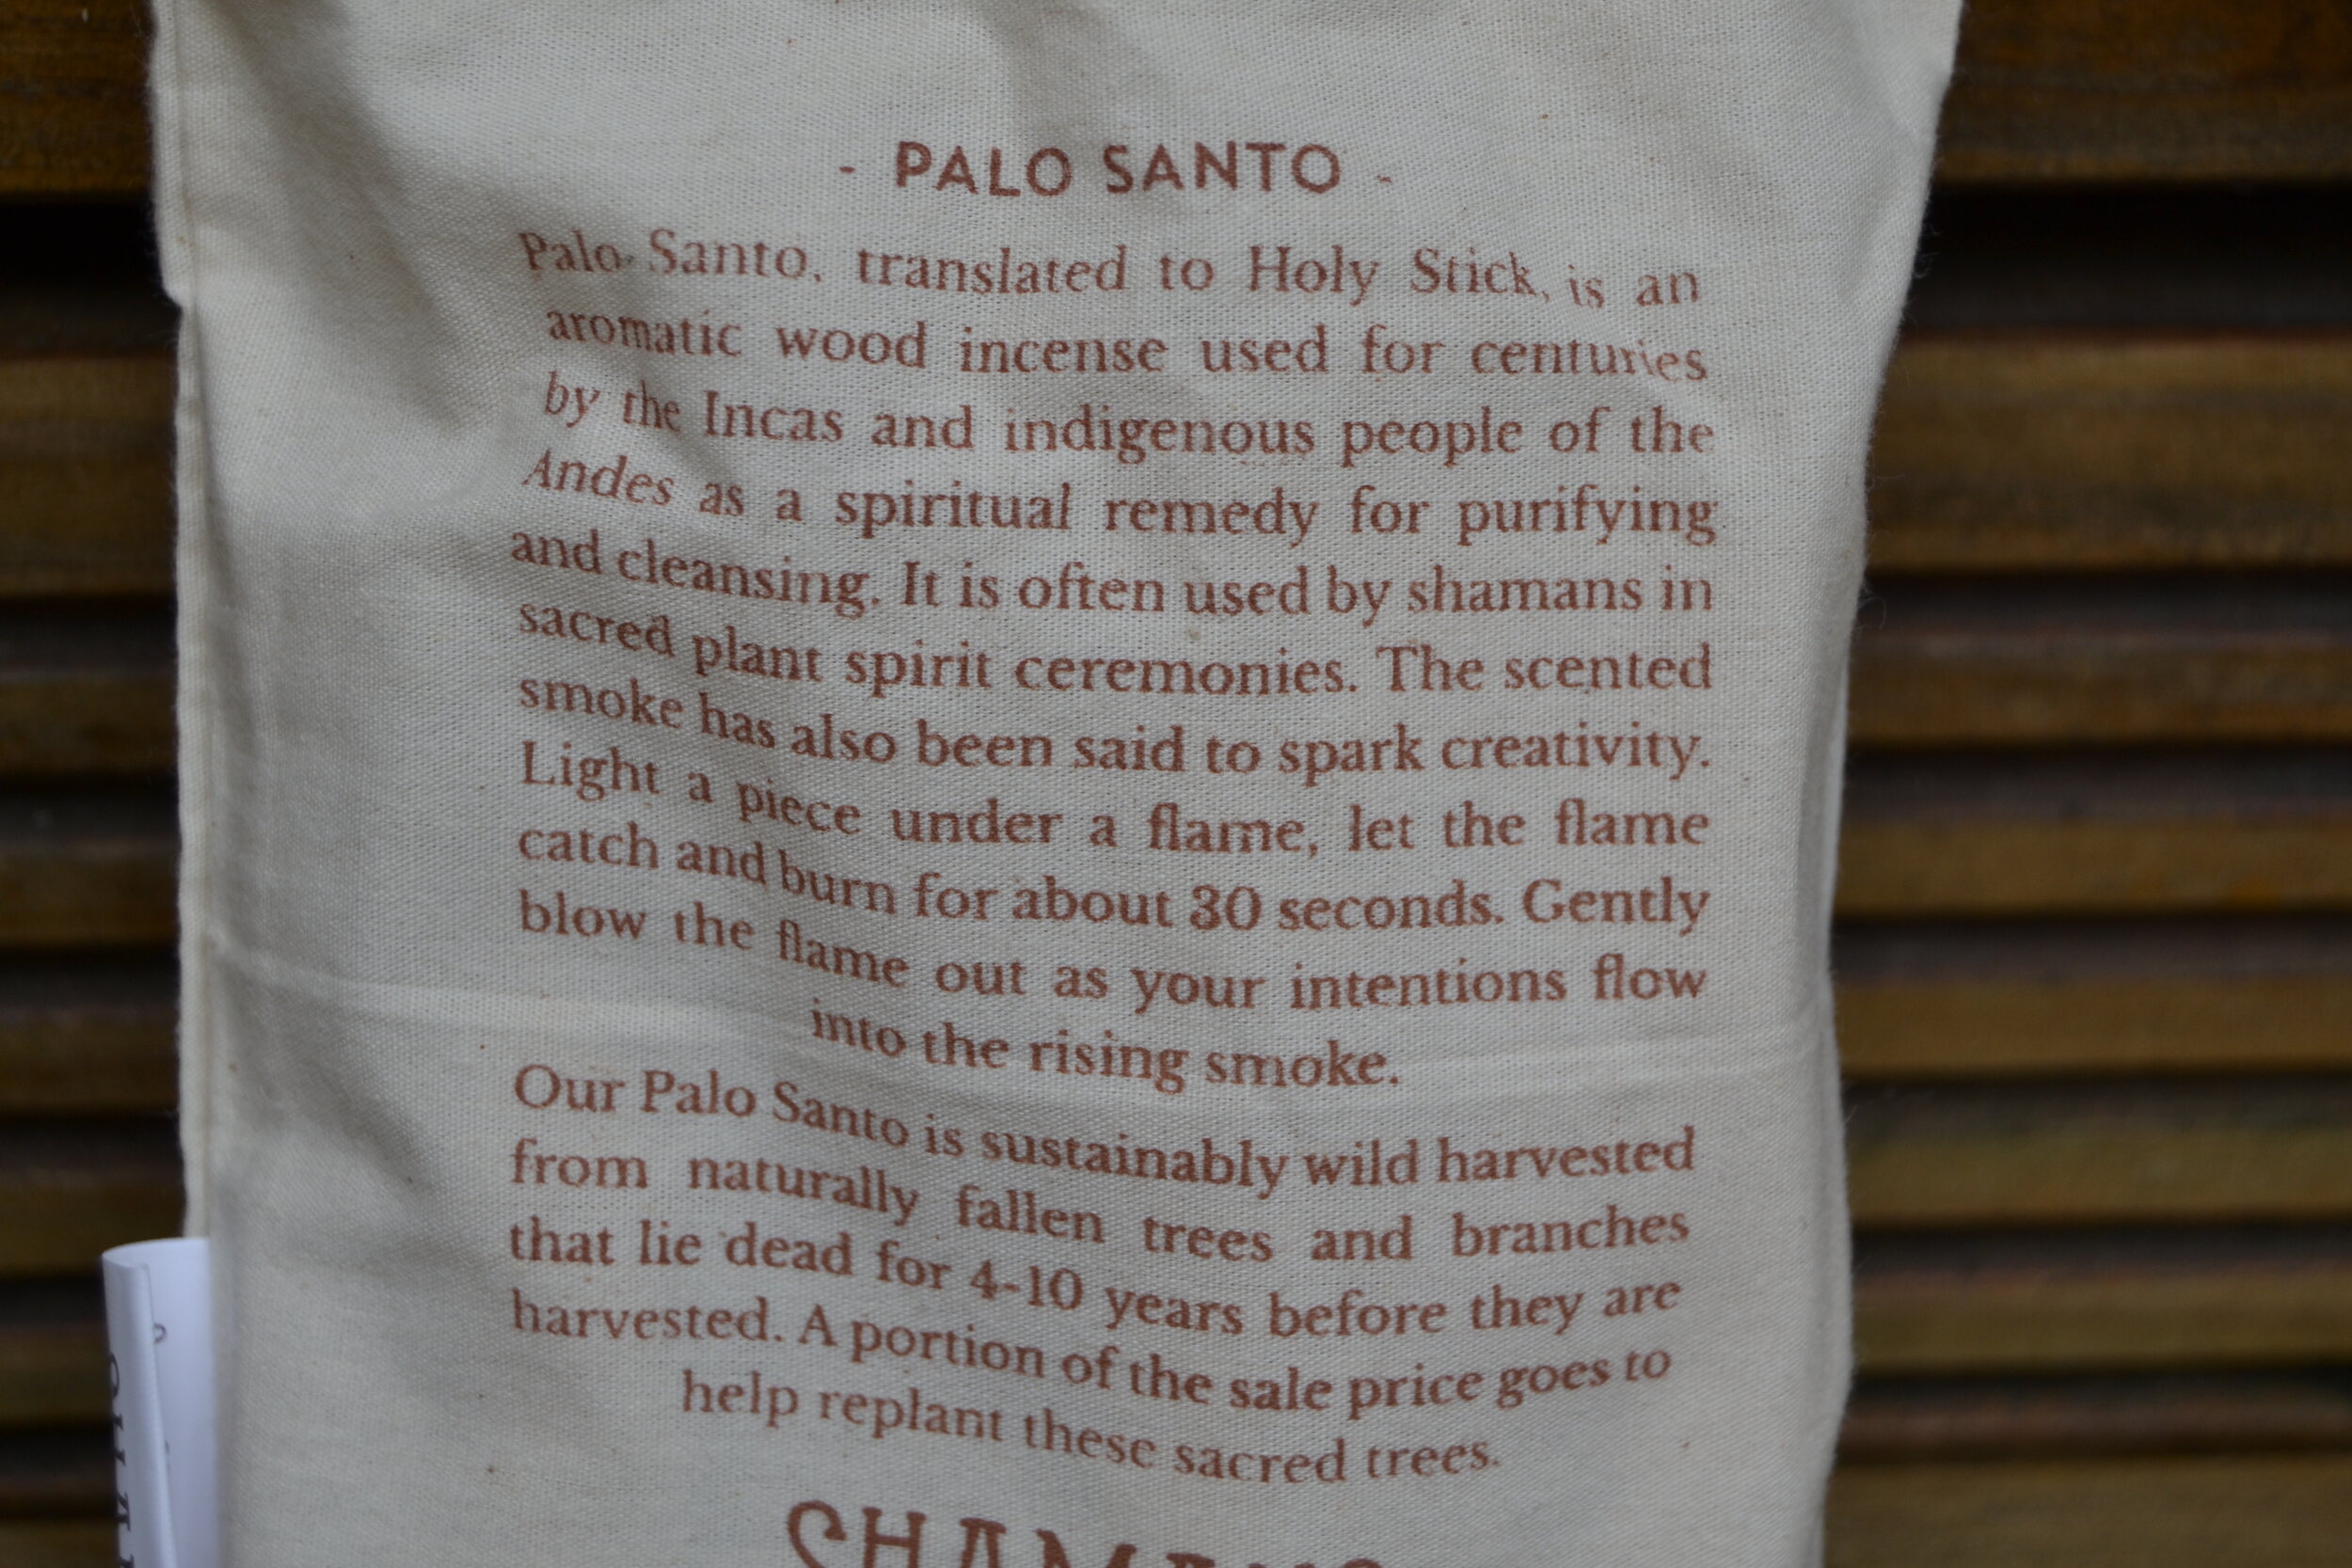 - PALO SANTO -
Palo Santo, translated to Holy Stick, is an
aromatic wood incense used for centuries
by the Incas and indigenous people of the
Andes as a spiritual remedy for purifying
and cleansing. It is often used by shamans in
sacred plant spirit ceremonies. The scented
smoke has also been said to spark creativity.
Light a piece under a flame, let the flame
catch and burn for about 30 seconds. Gently
blow the flame out as your intentions flow
into the rising smoke.
Our Palo Santo is sustainably wild harvested
from naturally fallen trees and branches
that lie dead for 4-10 years before they are
harvested. A portion of the sale price goes to
help replant these sacred trees.